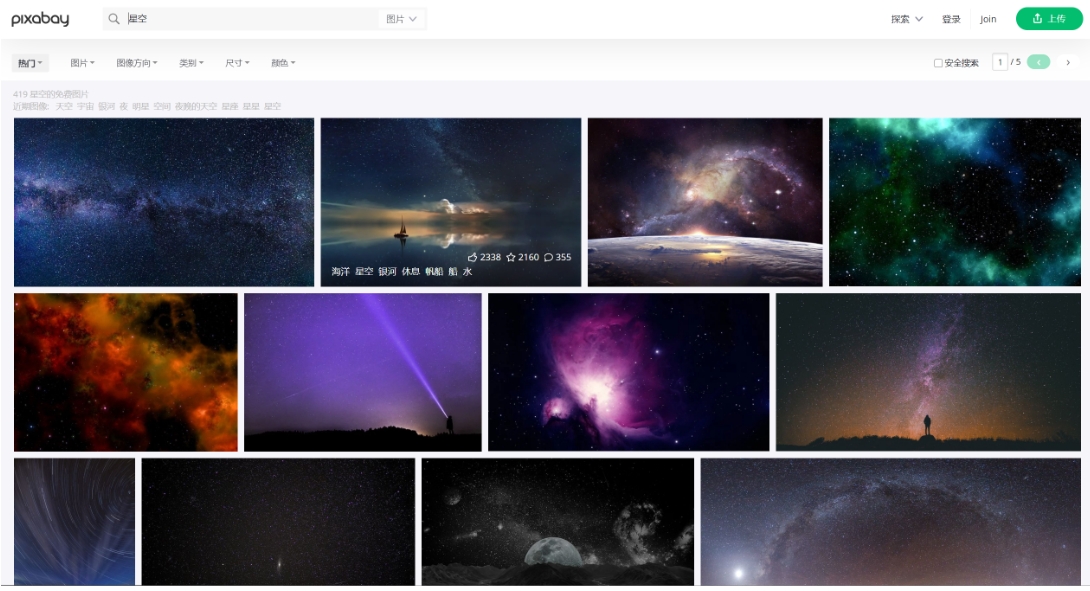 pixabay 星空 图片 探索 登录 Join 上传
热门 图片 图像方向 类别 尺寸 颜色 安全搜索 1 / 5
419 星空的免费图片
近期图像: 天空 宇宙 银河 夜 明星 空间 夜晚的天空 星座 星星 星空
2338 2160 355
海洋 星空 银河 休息 帆船 船 水